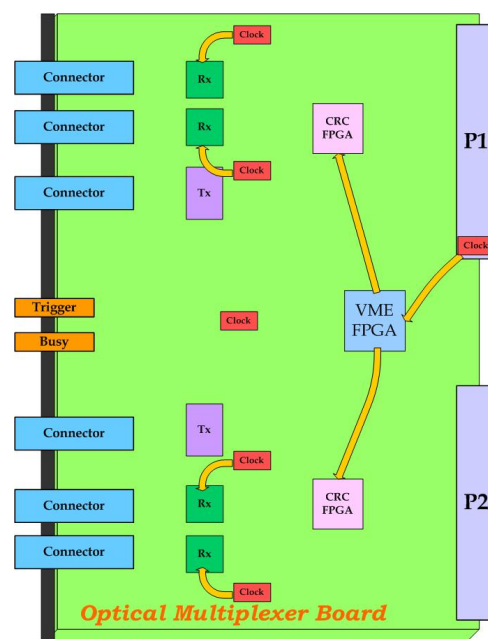 Clock
Connector
Rx
Connector
Rx
CRC
FPGA
P1
Clock
Connector
Tx
Clock
Trigger
Clock
VME
FPGA
Busy
Connector
Tx
Clock
Connector
Rx
CRC
FPGA
P2
Connector
Rx
Clock
Optical Multiplexer Board